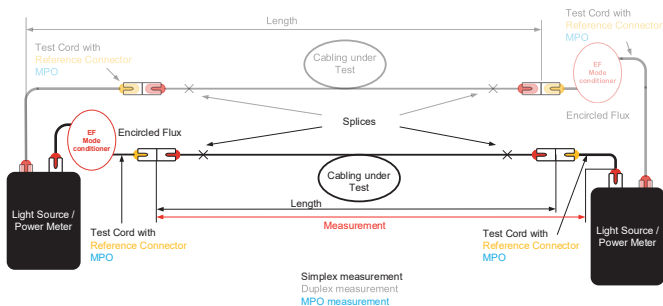 Length
Test Cord with
Reference Connector
MPO
Cabling under
Test
EF
Mode
conditioner
Test Cord with
Reference Connector
MPO
EF
Mode
conditioner
Encircled Flux
Splices
Encircled Flux
Cabling under
Test
Light Source /
Power Meter
Length
Measurement
Test Cord with
Reference Connector
MPO
Test Cord with
Reference Connector
MPO
Light Source /
Power Meter
Simplex measurement
Duplex measurement
MPO measurement